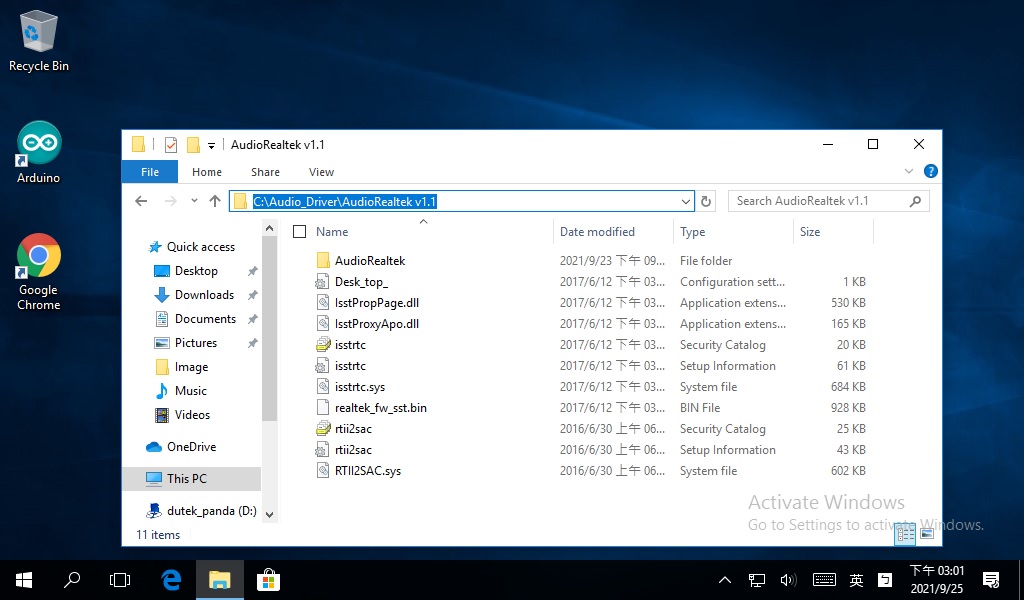 Recycle Bin
Arduino
Google
Chrome
AudioRealtek v1.1
File Home Share View
C:\Audio_Driver\AudioRealtek v1.1
Search AudioRealtek v1.1
Quick access
Desktop
Downloads
Documents
Pictures
Image
Music
Videos
OneDrive
This PC
dutek_panda (D:)
Name Date modified Type Size
AudioRealtek 2021/9/23 下午 09... File folder
Desk_top_ 2017/6/12 下午 03... Configuration sett... 1 KB
IsstPropPage.dll 2017/6/12 下午 03... Application extens... 530 KB
IsstProxyApo.dll 2017/6/12 下午 03... Application extens... 165 KB
isstrtc 2017/6/12 下午 03... Security Catalog 20 KB
isstrtc 2017/6/12 下午 03... Setup Information 61 KB
isstrtc.sys 2017/6/12 下午 03... System file 684 KB
realtek_fw_sst.bin 2017/6/12 下午 03... BIN File 928 KB
rtii2sac 2016/6/30 上午 06... Security Catalog 25 KB
rtii2sac 2016/6/30 上午 06... Setup Information 43 KB
RTII2SAC.sys 2016/6/30 上午 06... System file 602 KB
11 items
Activate Windows
Go to Settings to activate Windows.
英
下午 03:01
2021/9/25